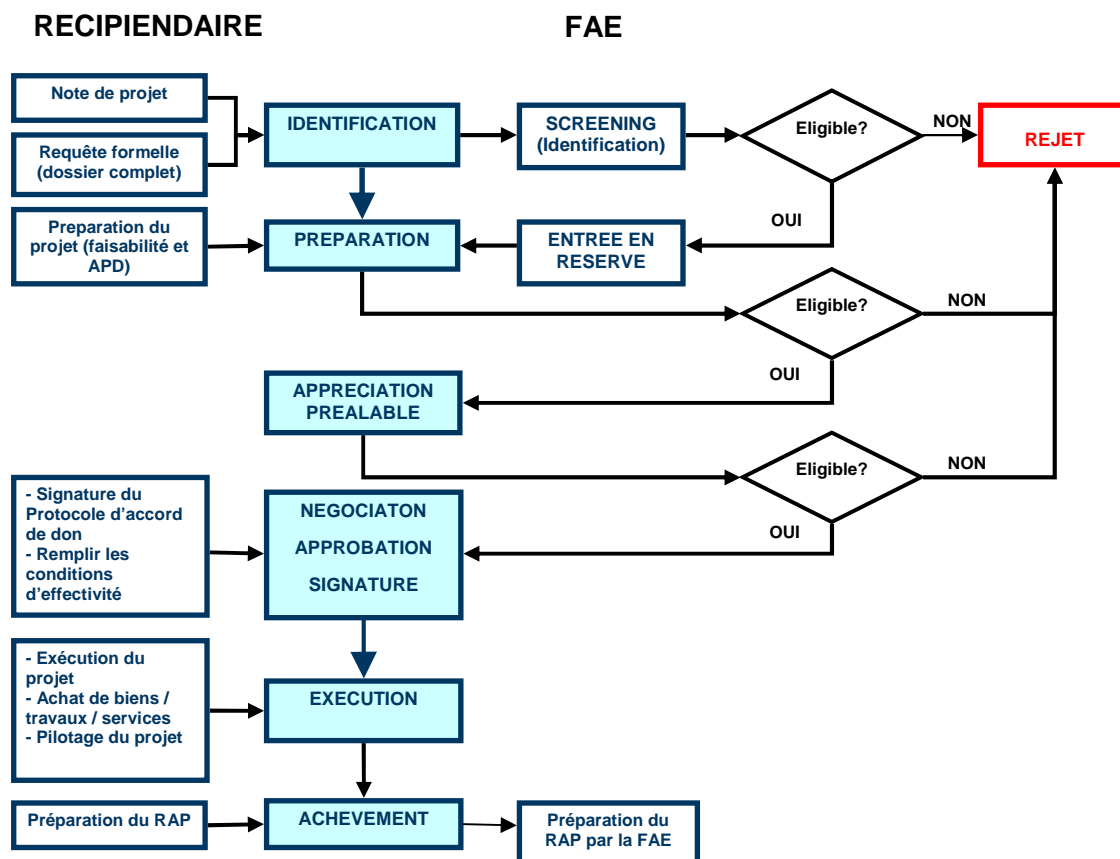 RECIPIENDAIRE
FAE
Note de projet
IDENTIFICATION
SCREENING
(Identification)
Eligible?
NON
REJET
Requête formelle
(dossier complet)
OUI
Preparation du
projet (faisabilité et
APD)
PREPARATION
ENTREE EN
RESERVE
Eligible?
NON
OUI
APPRECIATION
PREALABLE
Eligible?
NON
OUI
- Signature du
Protocole d'accord
de don
- Remplir les
conditions
d'effectivité
NEGOCIATON
APPROBATION
SIGNATURE
- Exécution du
projet
- Achat de biens /
travaux / services
- Pilotage du projet
EXECUTION
Préparation du RAP
ACHEVEMENT
Préparation du
RAP par la FAE